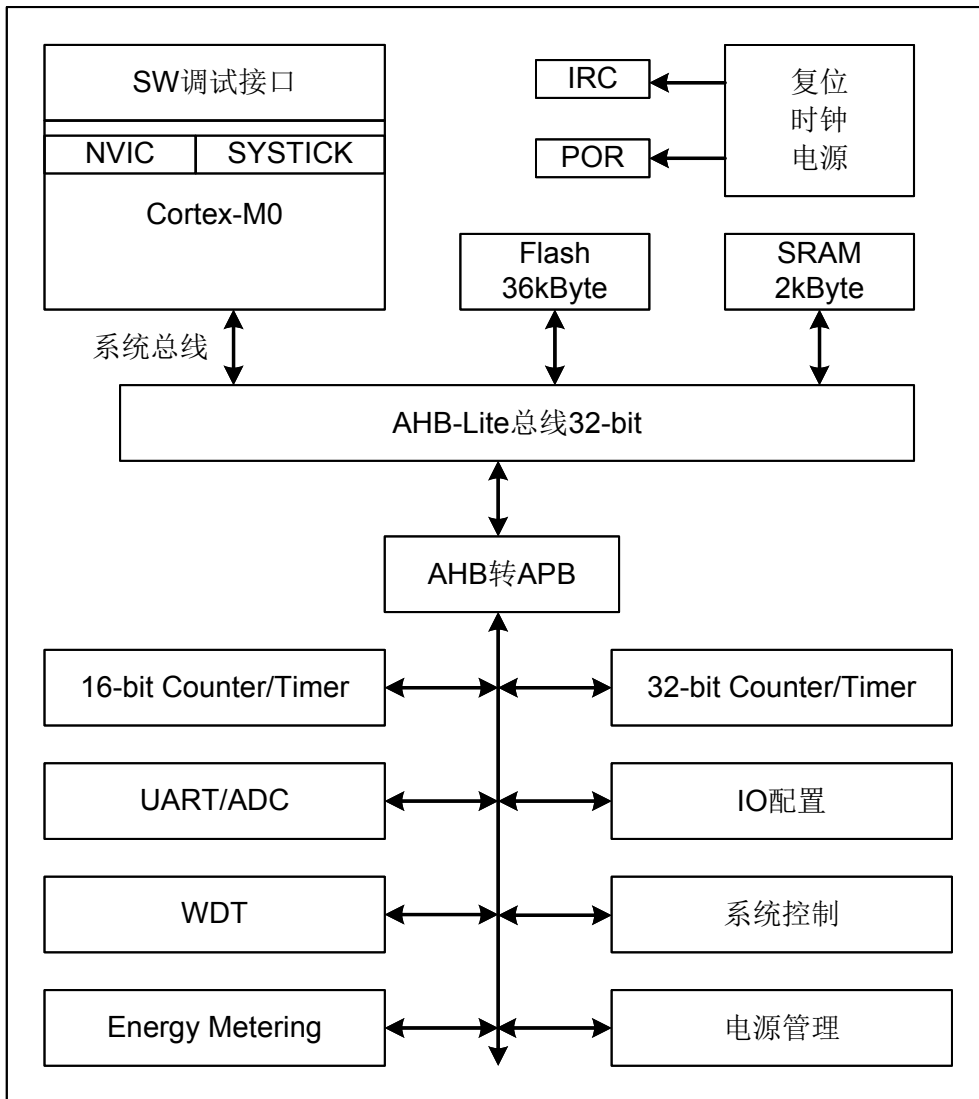 SW调试接口
NVIC
SYSTICK
Cortex-M0
IRC
POR
复位
时钟
电源
Flash
36kByte
SRAM
2kByte
系统总线
AHB-Lite总线32-bit
AHB转APB
16-bit Counter/Timer
32-bit Counter/Timer
UART/ADC
IO配置
WDT
系统控制
Energy Metering
电源管理